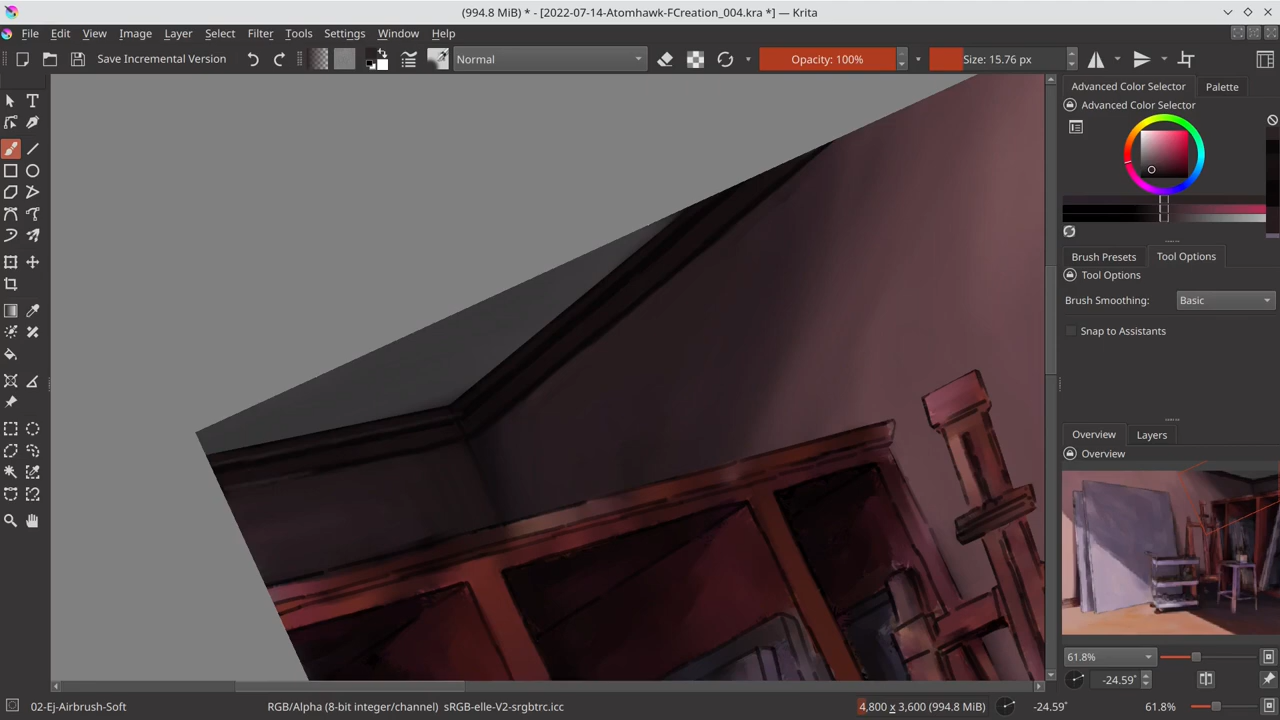 (994.8 MiB) * - [2022-07-14-Atomhawk-FCreation_004.kra *] — Krita
File Edit View Image Layer Select Filter Tools Settings Window Help
Save Incremental Version Normal Opacity: 100% Size: 15.76 px
Advanced Color Selector Palette
Advanced Color Selector
Brush Presets Tool Options
Tool Options
Brush Smoothing: Basic
Snap to Assistants
Overview Layers
Overview
61.8%
-24.59°
02-Ej-Airbrush-Soft RGB/Alpha (8-bit integer/channel) sRGB-elle-V2-srgbtrc.icc 4,800 x 3,600 (994.8 MiB) -24.59° 61.8%